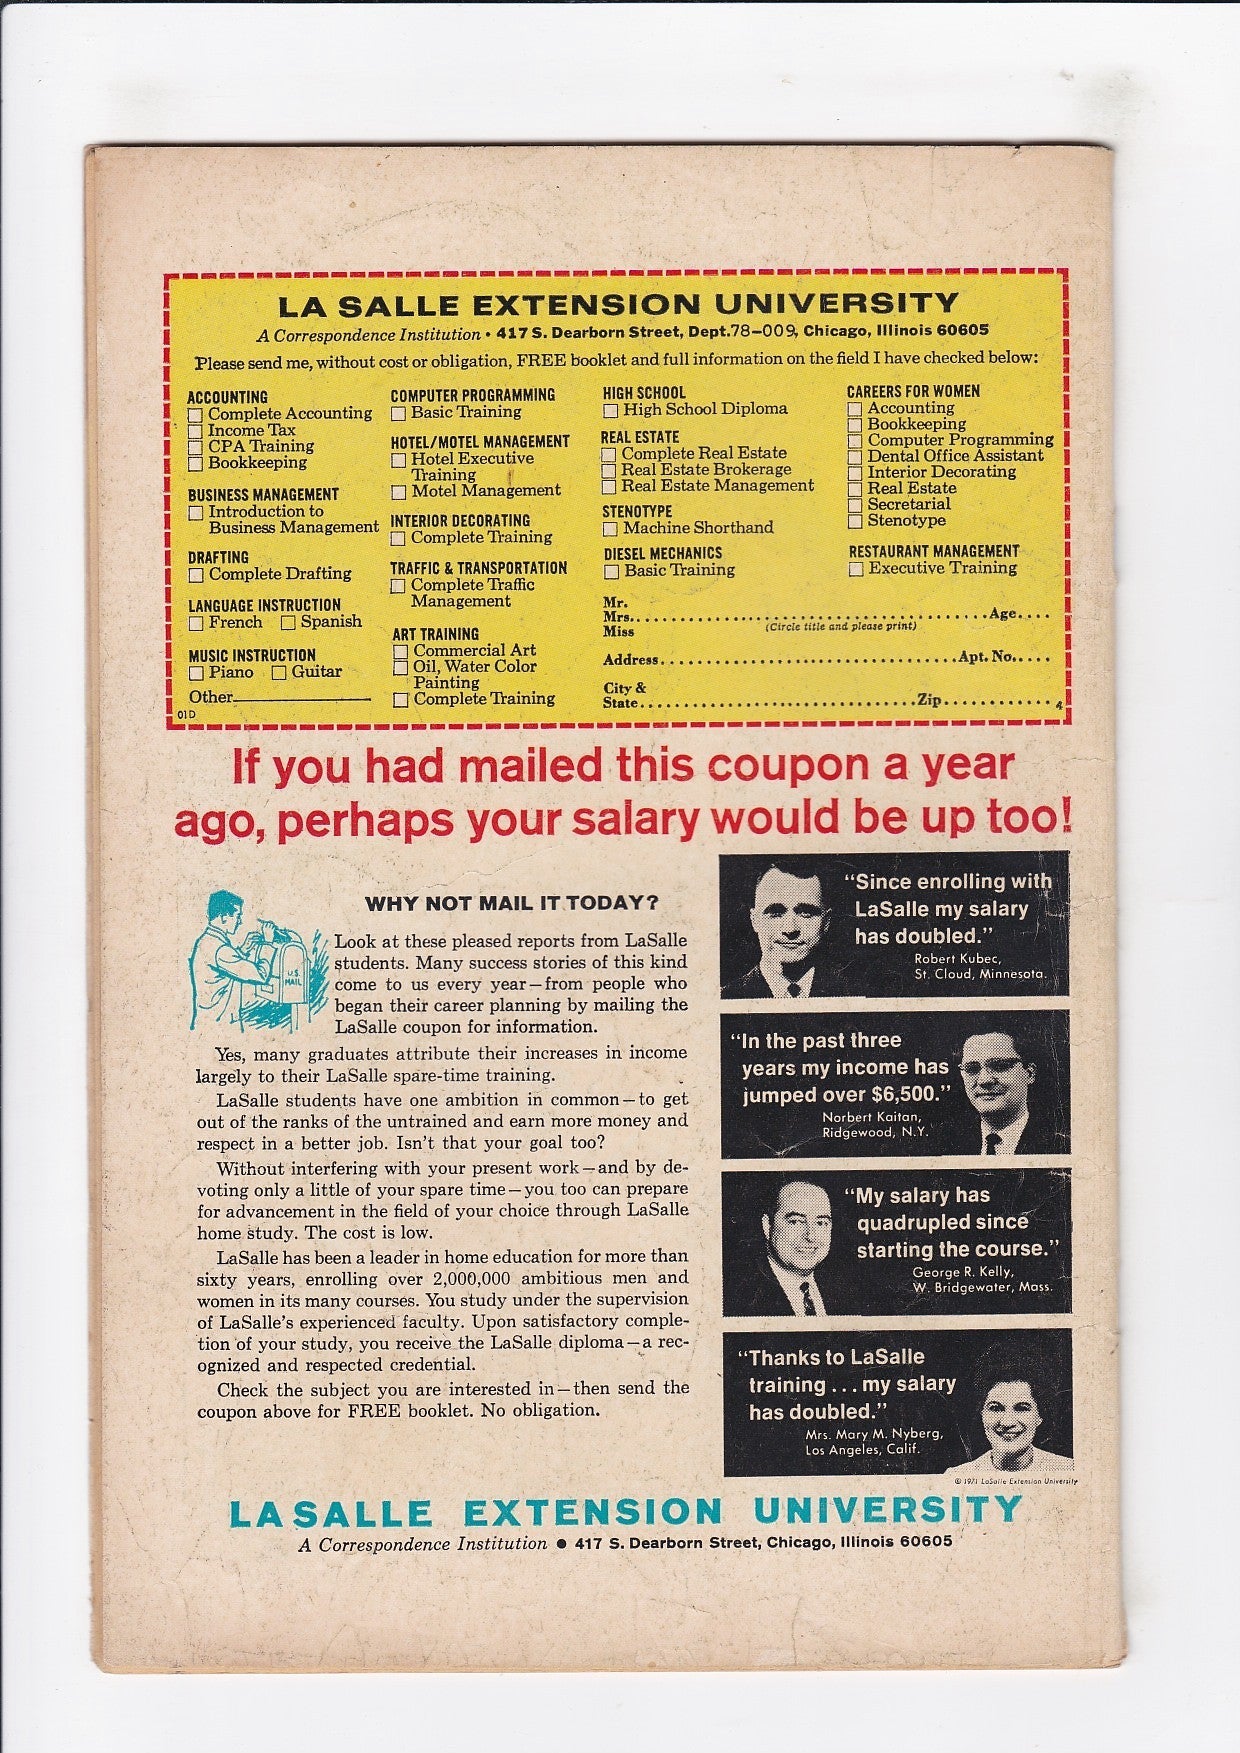 LA SALLE EXTENSION UNIVERSITY
A Correspondence Institution • 417 S. Dearborn Street, Dept.78-009, Chicago, Illinois 60605
Please send me, without cost or obligation, FREE booklet and full information on the field I have checked below:
ACCOUNTING
Complete Accounting
Income Tax
CPA Training
Bookkeeping
BUSINESS MANAGEMENT
Introduction to
Business Management
DRAFTING
Complete Drafting
LANGUAGE INSTRUCTION
French Spanish
MUSIC INSTRUCTION
Piano Guitar
Other
01D
COMPUTER PROGRAMMING
Basic Training
HOTEL/MOTEL MANAGEMENT
Hotel Executive
Training
Motel Management
INTERIOR DECORATING
Complete Training
TRAFFIC & TRANSPORTATION
Complete Traffic
Management
ART TRAINING
Commercial Art
Oil, Water Color
Painting
Complete Training
HIGH SCHOOL
High School Diploma
REAL ESTATE
Complete Real Estate
Real Estate Brokerage
Real Estate Management
STENOTYPE
Machine Shorthand
DIESEL MECHANICS
Basic Training
CAREERS FOR WOMEN
Accounting
Bookkeeping
Computer Programming
Dental Office Assistant
Interior Decorating
Real Estate
Secretarial
Stenotype
RESTAURANT MANAGEMENT
Executive Training
Mr.
Mrs. Age
Miss (Circle title and please print)
Address Apt. No.
City &
State Zip 4
If you had mailed this coupon a year
ago, perhaps your salary would be up too!
WHY NOT MAIL IT TODAY?
U.S.
MAIL
Look at these pleased reports from LaSalle
students. Many success stories of this kind
come to us every year—from people who
began their career planning by mailing the
LaSalle coupon for information.
Yes, many graduates attribute their increases in income
largely to their LaSalle spare-time training.
LaSalle students have one ambition in common—to get
out of the ranks of the untrained and earn more money and
respect in a better job. Isn't that your goal too?
Without interfering with your present work—and by de-
voting only a little of your spare time—you too can prepare
for advancement in the field of your choice through LaSalle
home study. The cost is low.
LaSalle has been a leader in home education for more than
sixty years, enrolling over 2,000,000 ambitious men and
women in its many courses. You study under the supervision
of LaSalle's experienced faculty. Upon satisfactory comple-
tion of your study, you receive the LaSalle diploma—a rec-
ognized and respected credential.
Check the subject you are interested in—then send the
coupon above for FREE booklet. No obligation.
"Since enrolling with
LaSalle my salary
has doubled."
Robert Kubec,
St. Cloud, Minnesota.
"In the past three
years my income has
jumped over $6,500."
Norbert Kaitan,
Ridgewood, N.Y.
"My salary has
quadrupled since
starting the course."
George R. Kelly,
W. Bridgewater, Mass.
"Thanks to LaSalle
training ... my salary
has doubled."
Mrs. Mary M. Nyberg,
Los Angeles, Calif.
© 1971 LaSalle Extension University
LASALLE EXTENSION UNIVERSITY
A Correspondence Institution • 417 S. Dearborn Street, Chicago, Illinois 60605